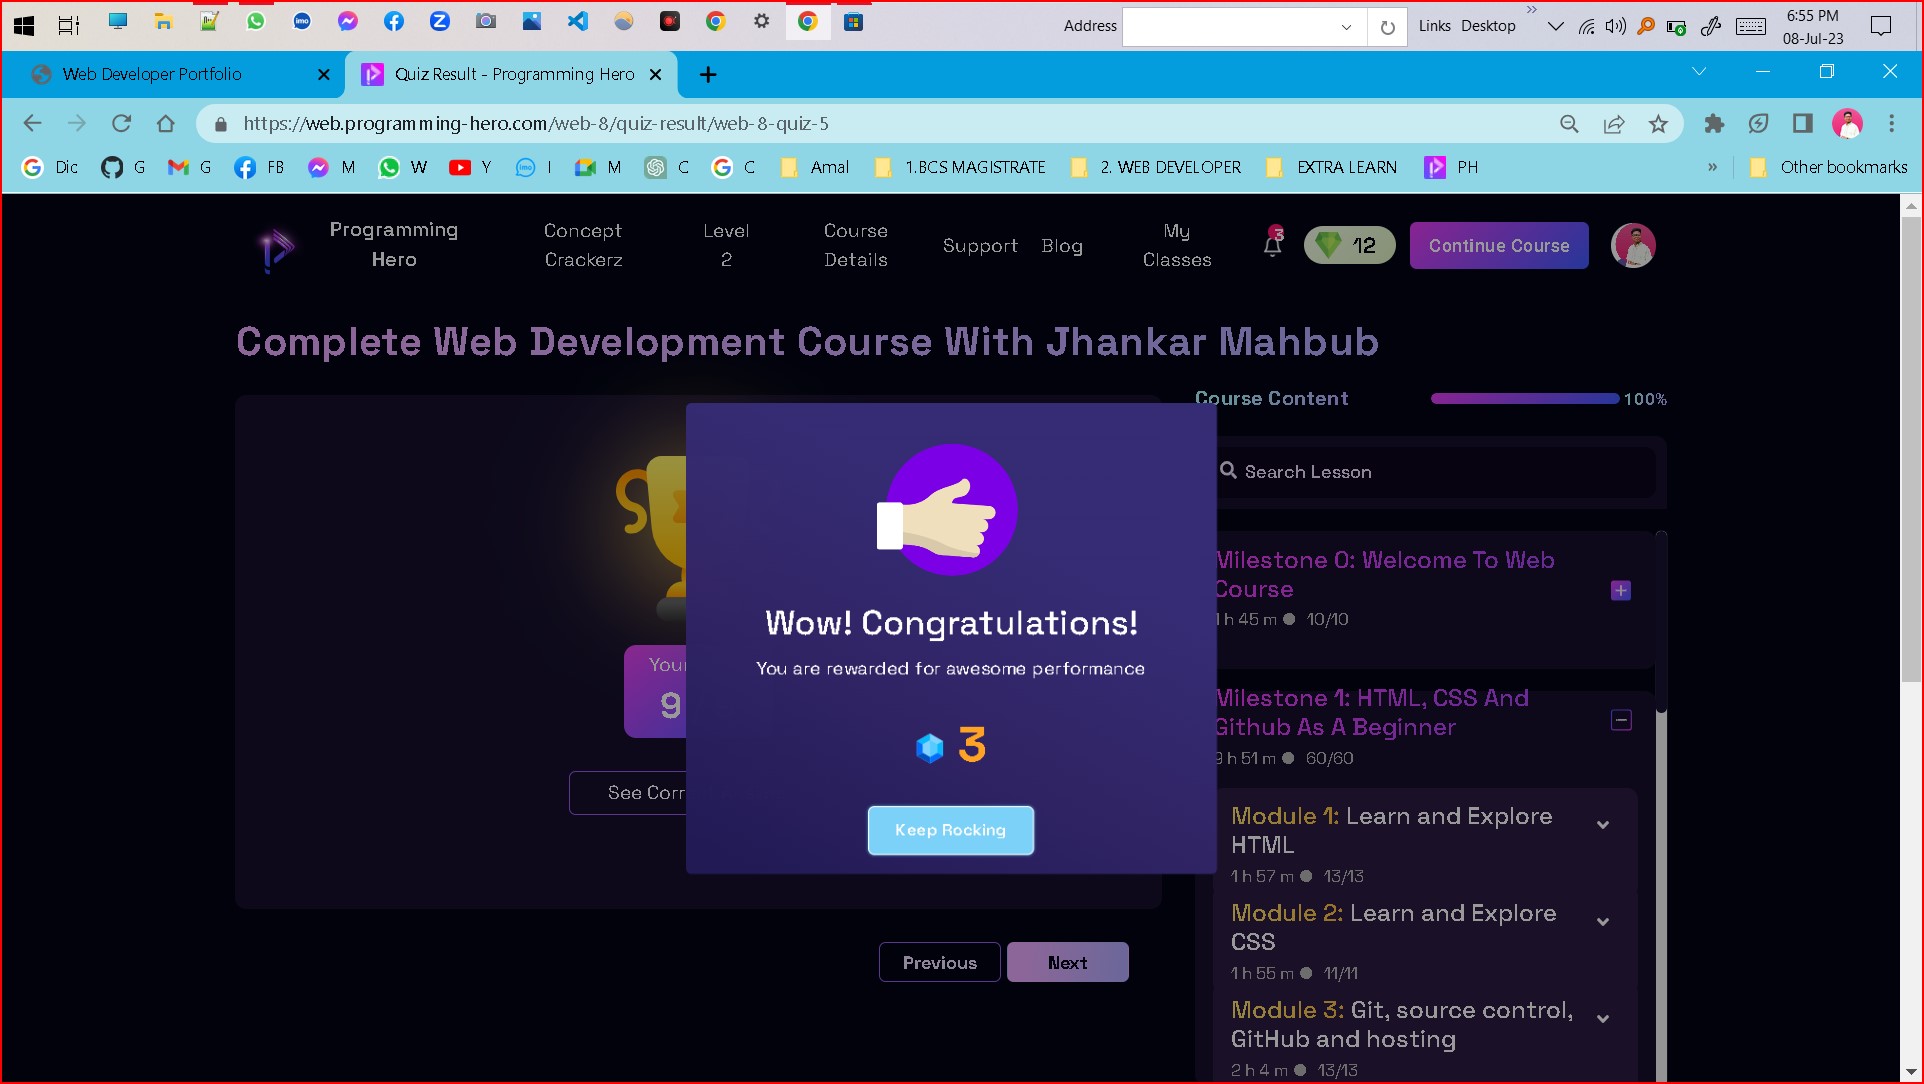 Address
Links Desktop
6:55 PM
08-Jul-23
Web Developer Portfolio
Quiz Result - Programming Hero
https://web.programming-hero.com/web-8/quiz-result/web-8-quiz-5
Dic G G FB M W Y I M C C Amal 1.BCS MAGISTRATE 2. WEB DEVELOPER EXTRA LEARN PH » Other bookmarks
Programming
Hero
Concept
Crackerz
Level
2
Course
Details
Support
Blog
My
Classes
3
12
Continue Course
Complete Web Development Course With Jhankar Mahbub
Your
9
See Corr
Wow! Congratulations!
You are rewarded for awesome performance
3
Keep Rocking
Previous
Next
Course Content
100%
Search Lesson
Milestone 0: Welcome To Web
Course
1 h 45 m 10/10
Milestone 1: HTML, CSS And
Github As A Beginner
9 h 51 m 60/60
Module 1: Learn and Explore
HTML
1 h 57 m 13/13
Module 2: Learn and Explore
CSS
1 h 55 m 11/11
Module 3: Git, source control,
GitHub and hosting
2 h 4 m 13/13